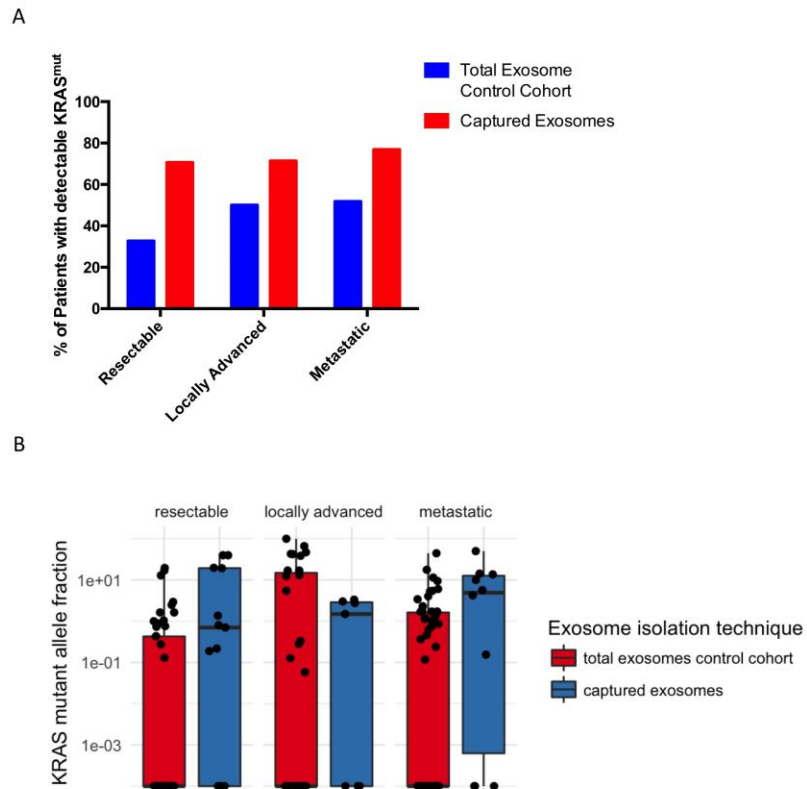 A
% of Patients with detectable KRASmut
100
80
60
40
20
0
Resectable
Locally Advanced
Metastatic
Total Exosome
Control Cohort
Captured Exosomes
B
resectable
locally advanced
metastatic
KRAS mutant allele fraction
1e+01
1e-01
1e-03
Exosome isolation technique
total exosomes control cohort
captured exosomes